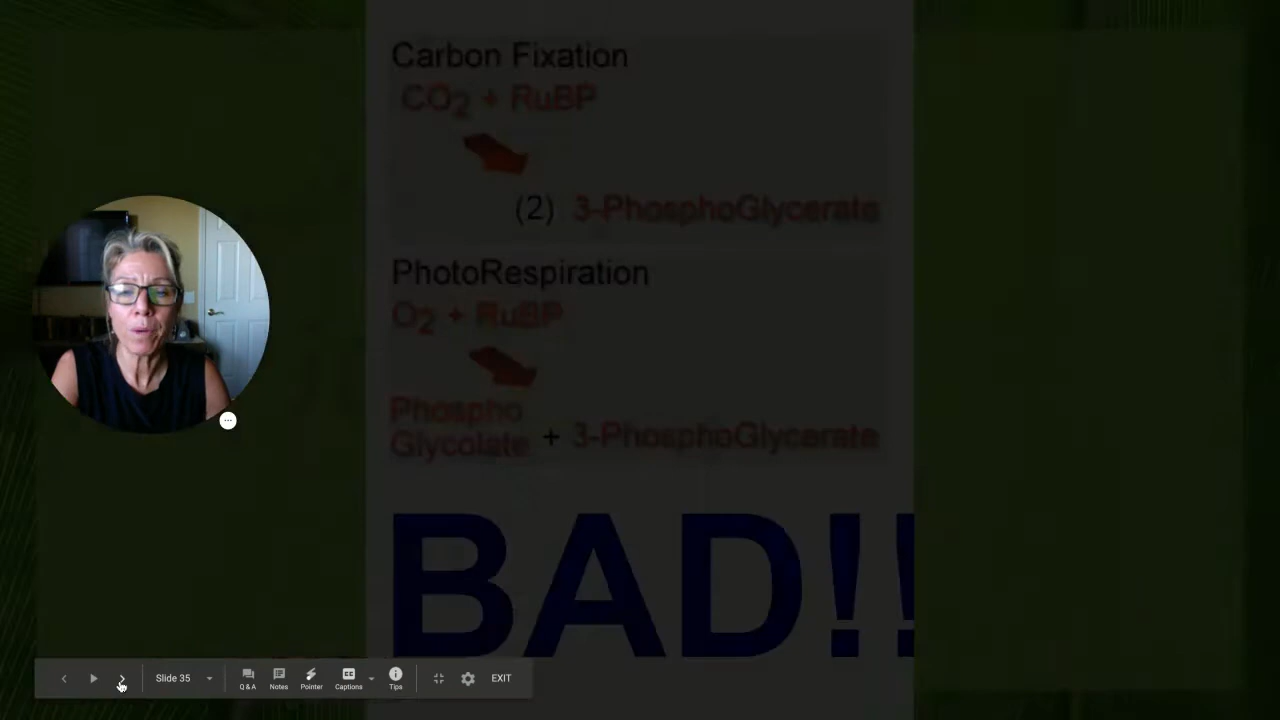 Carbon Fixation
CO2 + RuBP
(2) 3-PhosphoGlycerate
PhotoRespiration
O2 + RuBP
Phospho
Glycolate + 3-PhosphoGlycerate
BAD!!
Slide 35
Q & A
Notes
Pointer
CC
Captions
Tips
EXIT